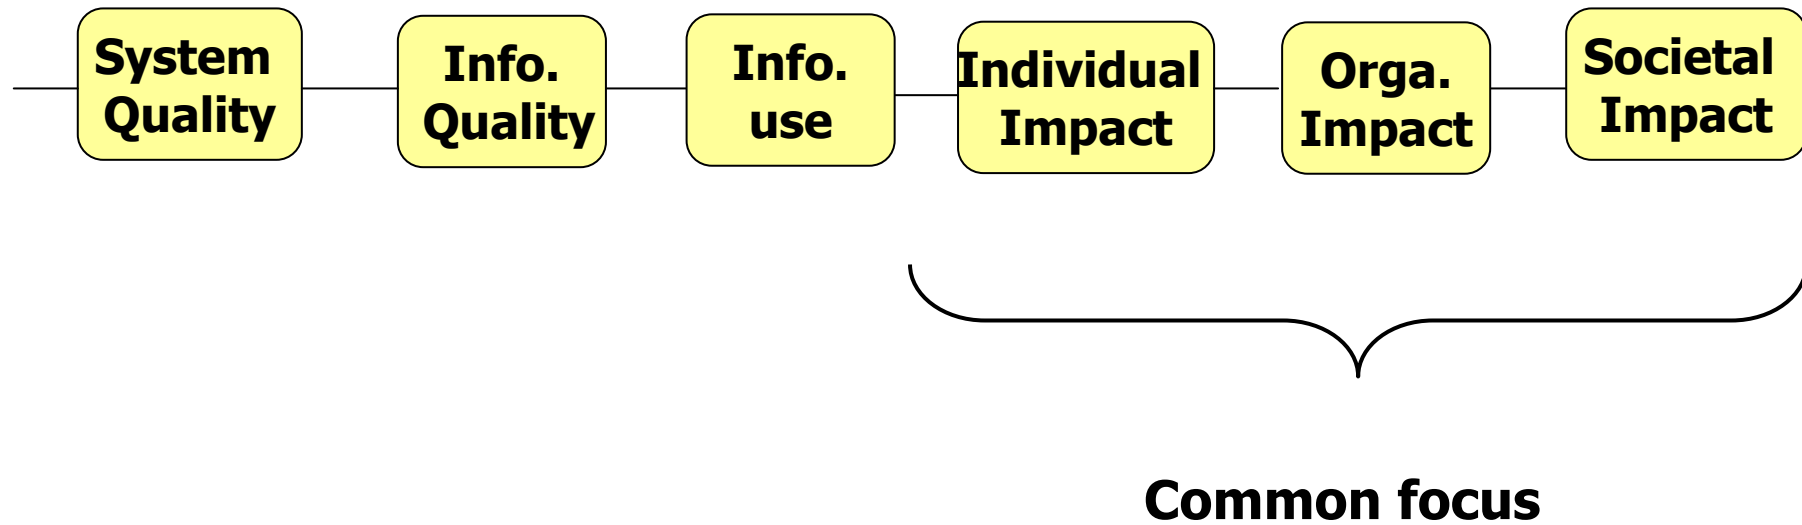 System
Quality
Info.
Quality
Info.
use
Individual
Impact
Orga.
Impact
Societal
Impact
Common focus